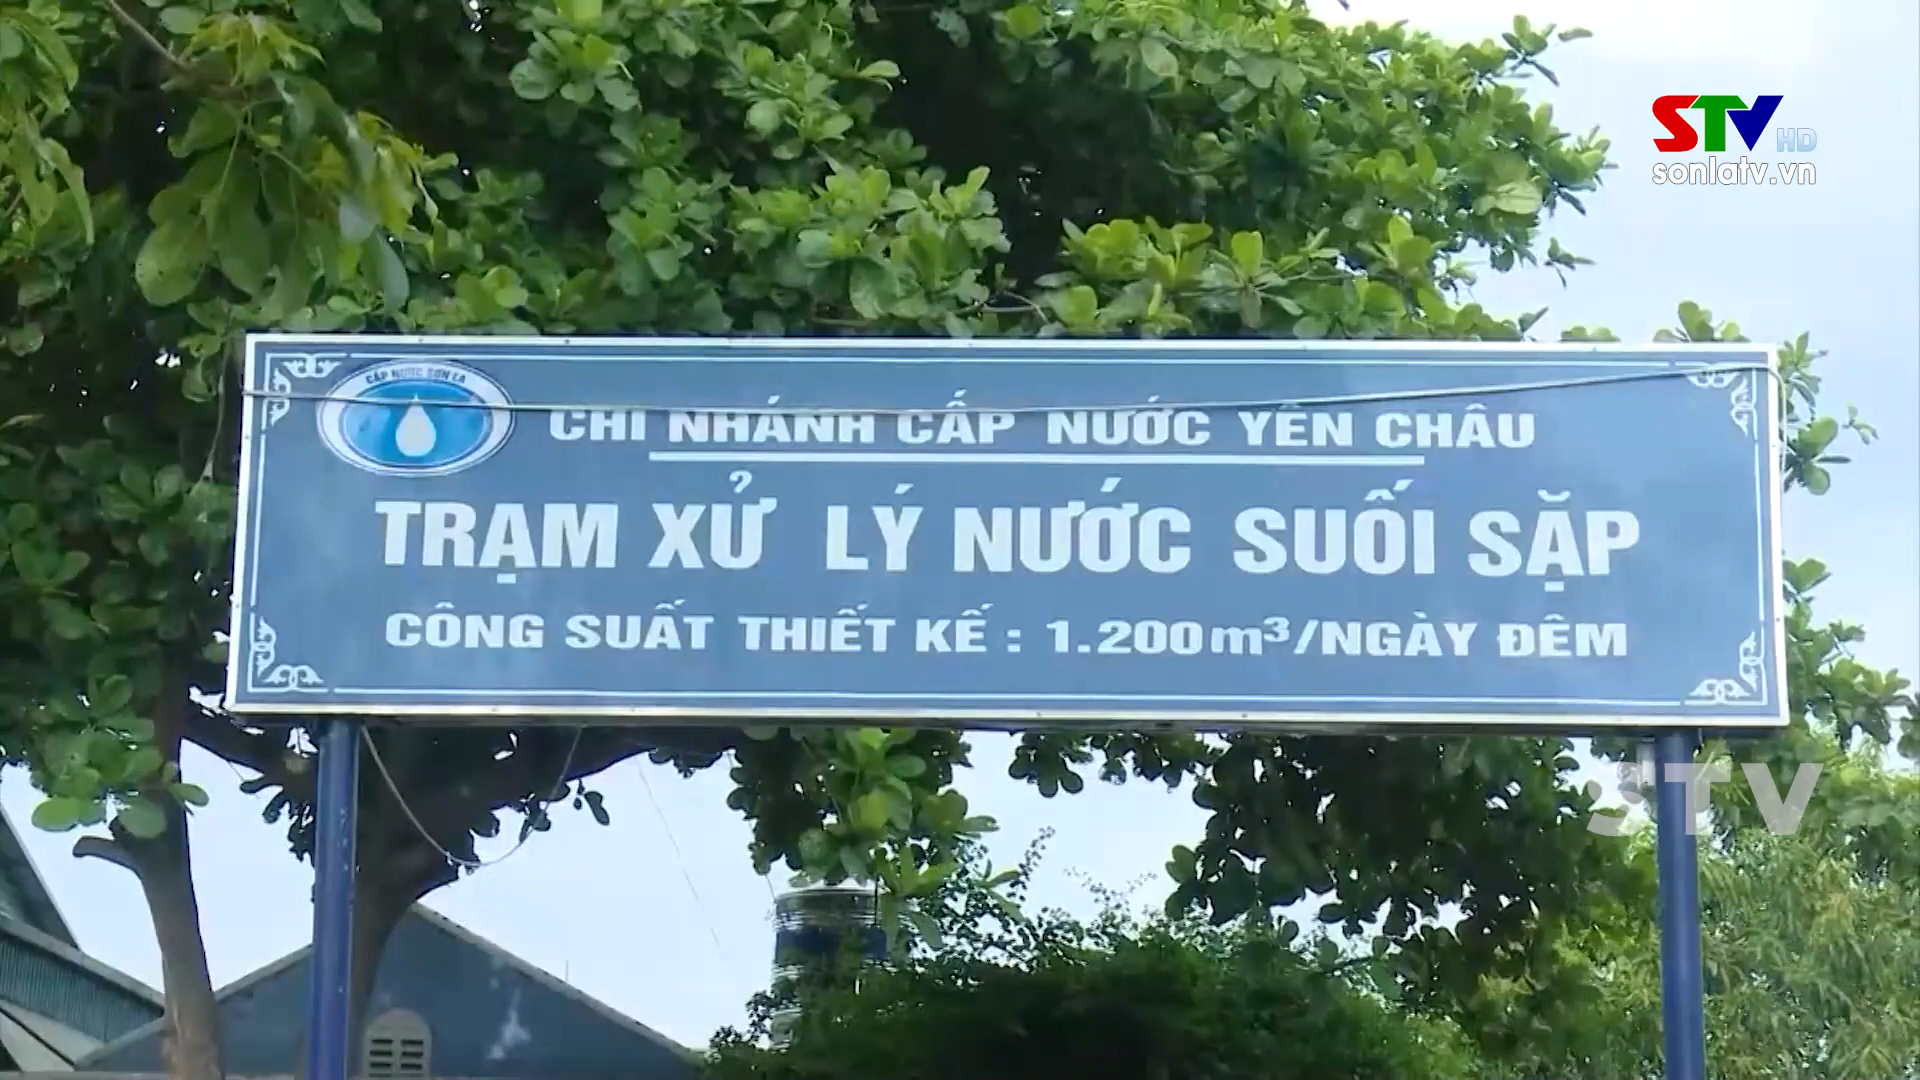 STV HD
sonlatv.vn
CẤP NƯỚC SƠN LA
CHI NHÁNH CẤP NƯỚC YÊN CHÂU
TRẠM XỬ LÝ NƯỚC SUỐI SẶP
CÔNG SUẤT THIẾT KẾ : 1.200m³/NGÀY ĐÊM
STV